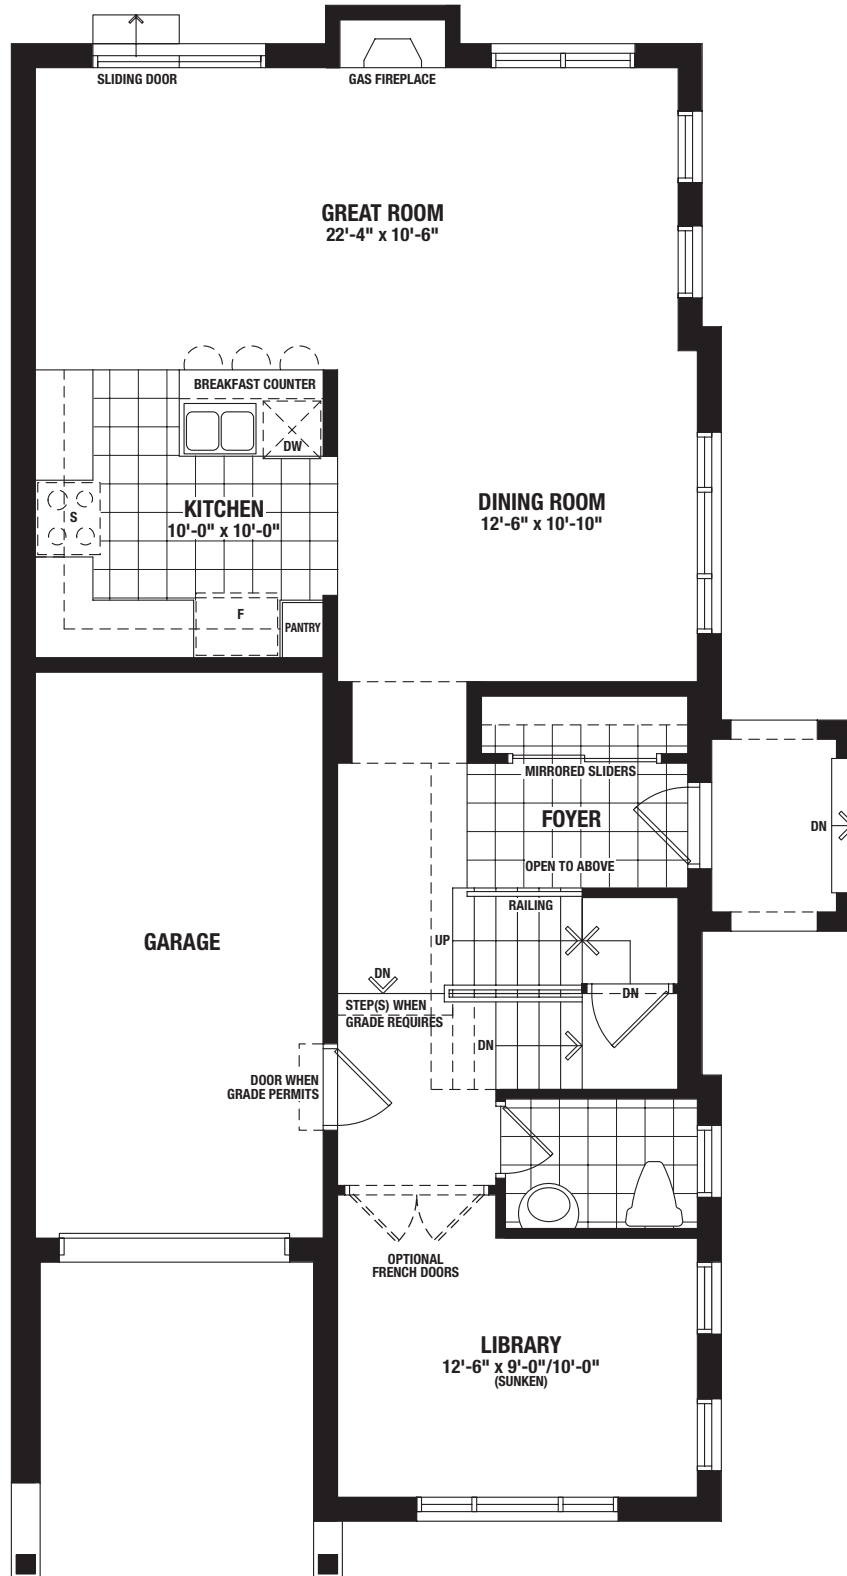 SLIDING DOOR
GAS FIREPLACE
GREAT ROOM
22'-4" x 10'-6"
BREAKFAST COUNTER
DW
KITCHEN
10'-0" x 10'-0"
S
DINING ROOM
12'-6" x 10'-10"
F
PANTRY
MIRRORED SLIDERS
FOYER
DN
OPEN TO ABOVE
RAILING
GARAGE
UP
DN
DN
STEP(S) WHEN
GRADE REQUIRES
DN
DOOR WHEN
GRADE PERMITS
OPTIONAL
FRENCH DOORS
LIBRARY
12'-6" x 9'-0"/10'-0"
(SUNKEN)